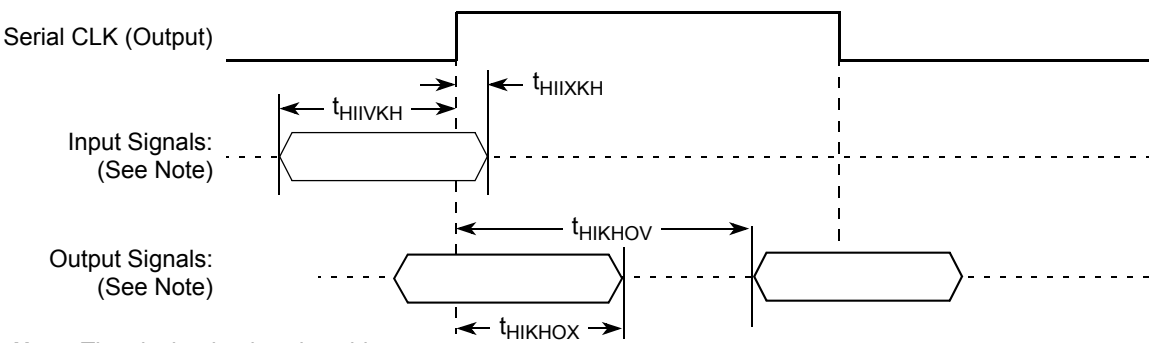 Serial CLK (Output)
tHIIXKH
tHIIVKH
Input Signals:
(See Note)
tHIKHOV
Output Signals:
(See Note)
tHIKHOX